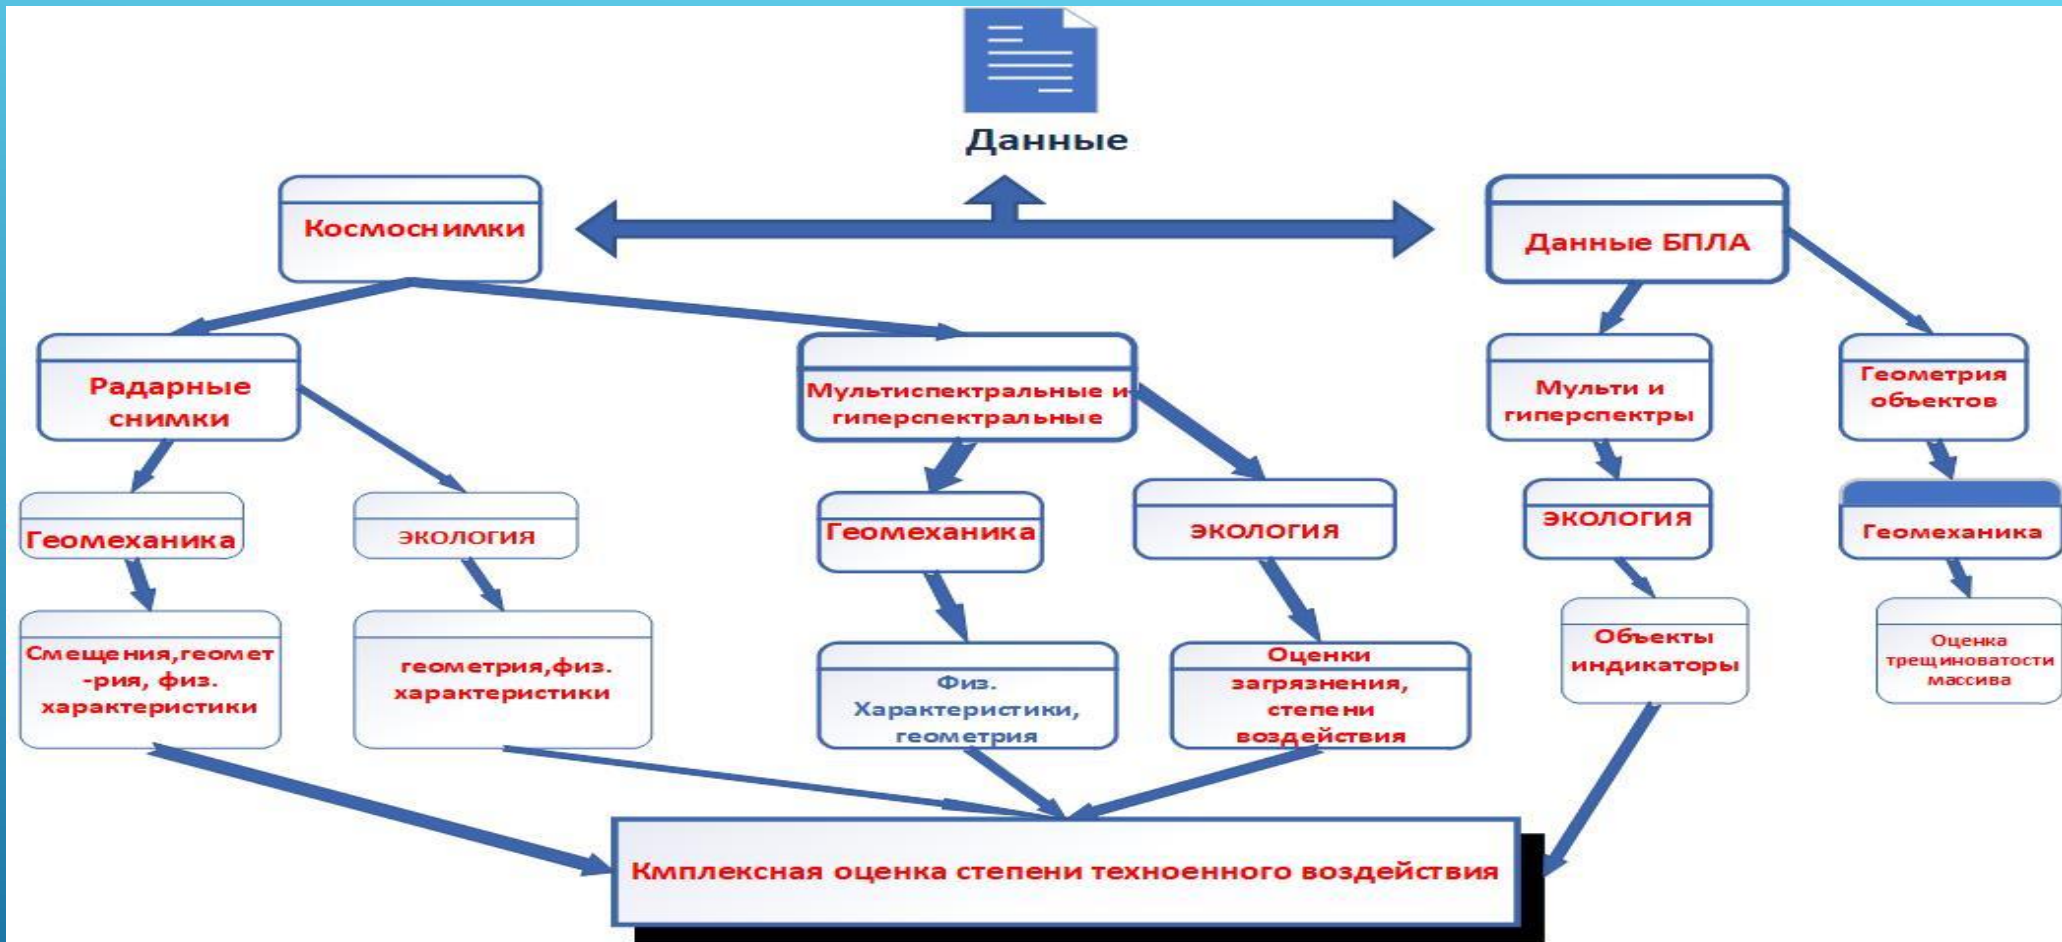 Данные
Космоснимки
Данные БПЛА
Радарные
снимки
Мультиспектральные и
гиперспектральные
Мульти и
гиперспектры
Геометрия
объектов
Геомеханика
ЭКОЛОГИЯ
Геомеханика
ЭКОЛОГИЯ
ЭКОЛОГИЯ
Геомеханика
Смещения,геомет
-рия, физ.
характеристики
геометрия,физ.
характеристики
Физ.
Характеристики,
геометрия
Оценки
загрязнения,
степени
воздействия
Объекты
индикаторы
Оценка
трещиноватости
массива
Кмплексная оценка степени техноенного воздействия